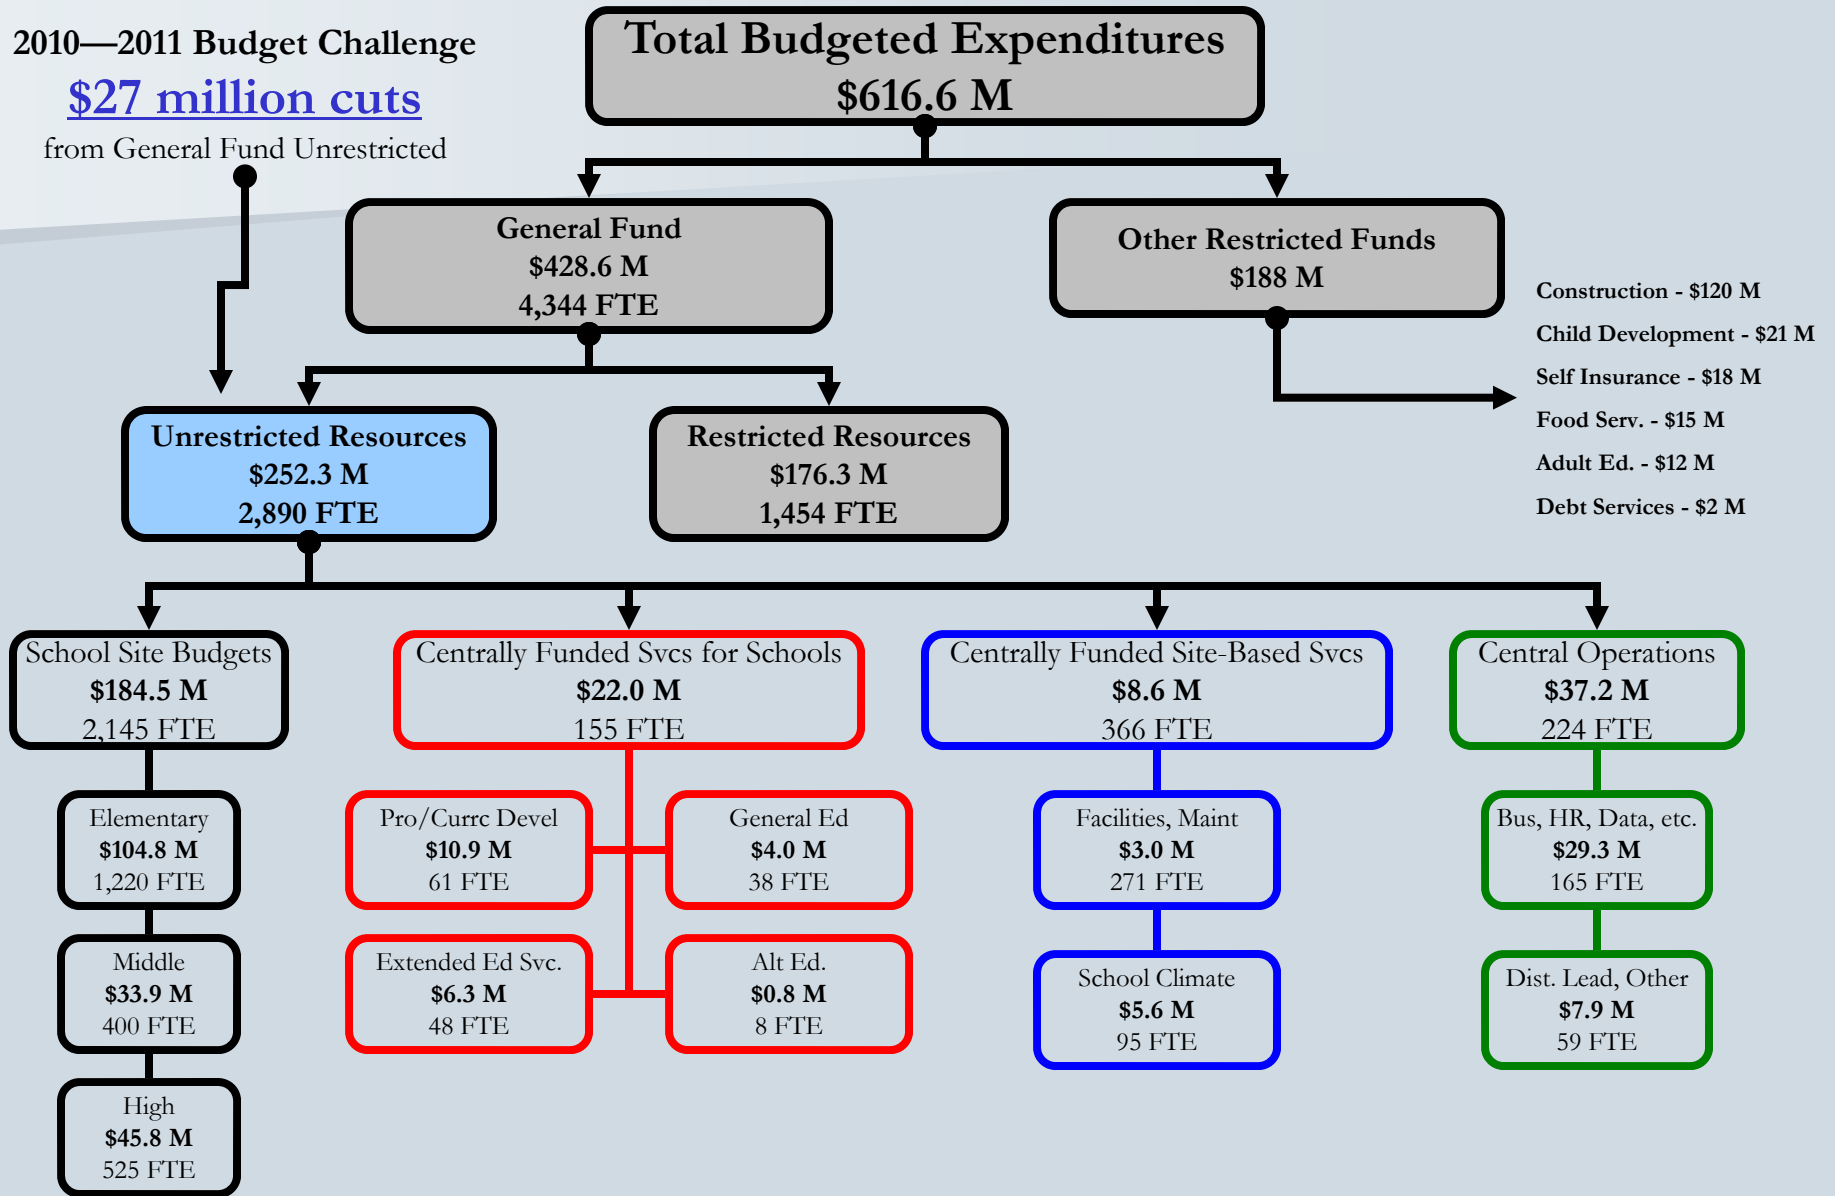 2010—2011 Budget Challenge
$27 million cuts
from General Fund Unrestricted
Total Budgeted Expenditures
$616.6 M
General Fund
$428.6 M
4,344 FTE
Other Restricted Funds
$188 M
Construction - $120 M
Child Development - $21 M
Self Insurance - $18 M
Food Serv. - $15 M
Adult Ed. - $12 M
Debt Services - $2 M
Unrestricted Resources
$252.3 M
2,890 FTE
Restricted Resources
$176.3 M
1,454 FTE
School Site Budgets
$184.5 M
2,145 FTE
Centrally Funded Svcs for Schools
$22.0 M
155 FTE
Centrally Funded Site-Based Svcs
$8.6 M
366 FTE
Central Operations
$37.2 M
224 FTE
Elementary
$104.8 M
1,220 FTE
Middle
$33.9 M
400 FTE
High
$45.8 M
525 FTE
Pro/Currc Devel
$10.9 M
61 FTE
General Ed
$4.0 M
38 FTE
Extended Ed Svc.
$6.3 M
48 FTE
Alt Ed.
$0.8 M
8 FTE
Facilities, Maint
$3.0 M
271 FTE
School Climate
$5.6 M
95 FTE
Bus, HR, Data, etc.
$29.3 M
165 FTE
Dist. Lead, Other
$7.9 M
59 FTE